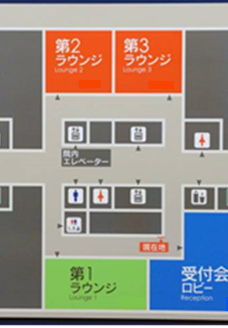 第2
ラウンジ
Lounge 2
第3
ラウンジ
Lounge 3
院内
エレベーター
現在地
第1
ラウンジ
Lounge 1
受付会
ロビー
Reception